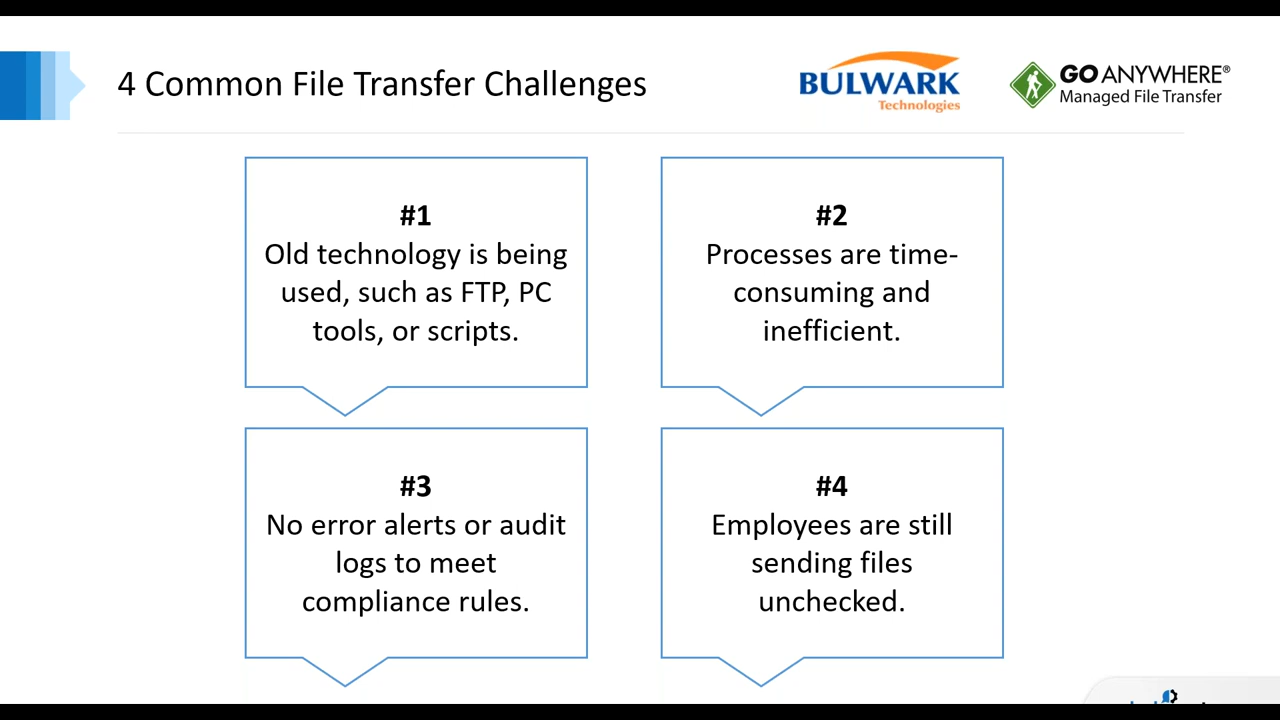 4 Common File Transfer Challenges
BULWARK
Technologies
GO ANYWHERE®
Managed File Transfer
#1
Old technology is being
used, such as FTP, PC
tools, or scripts.
#2
Processes are time-
consuming and
inefficient.
#3
No error alerts or audit
logs to meet
compliance rules.
#4
Employees are still
sending files
unchecked.